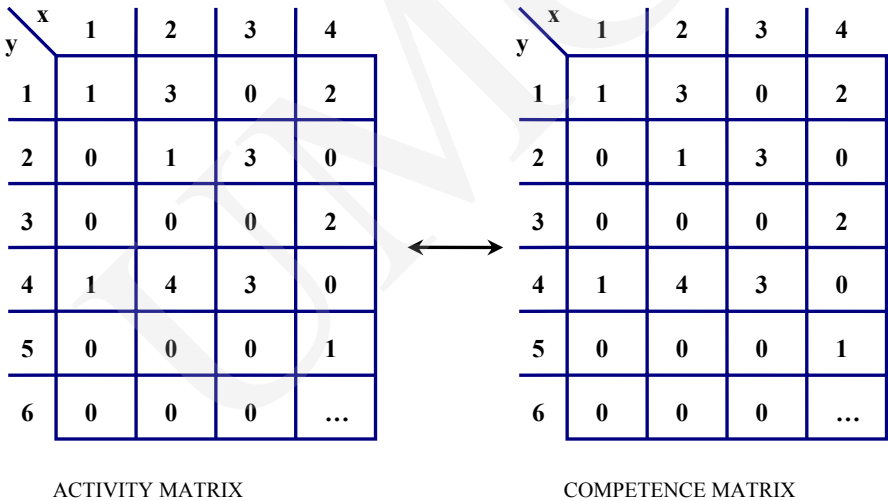 x 1 2 3 4 x 1 2 3 4
y y
1 1 3 0 2 1 1 3 0 2
2 0 1 3 0 2 0 1 3 0
3 0 0 0 2 3 0 0 0 2
4 1 4 3 0 4 1 4 3 0
5 0 0 0 1 5 0 0 0 1
6 0 0 0 ... 6 0 0 0 ...
ACTIVITY MATRIX COMPETENCE MATRIX